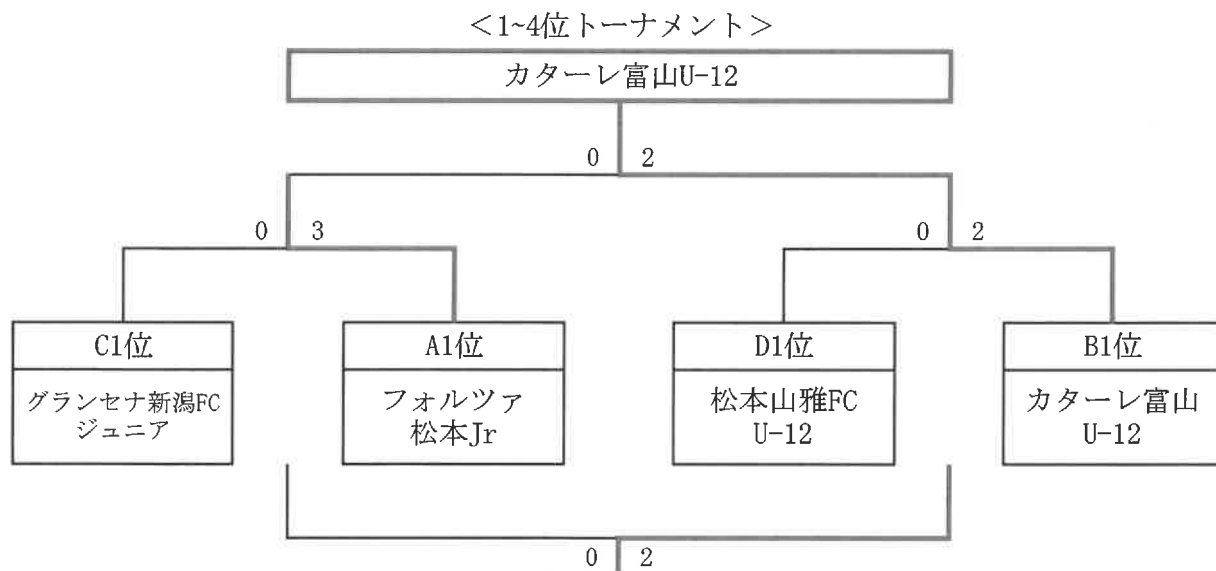 ＜1~4位トーナメント＞
カターレ富山U-12
0 2
0 3
0 2
C1位
A1位
D1位
B1位
グランセナ新潟FC
ジュニア
フォルツァ
松本Jr
松本山雅FC
U-12
カターレ富山
U-12
0 2